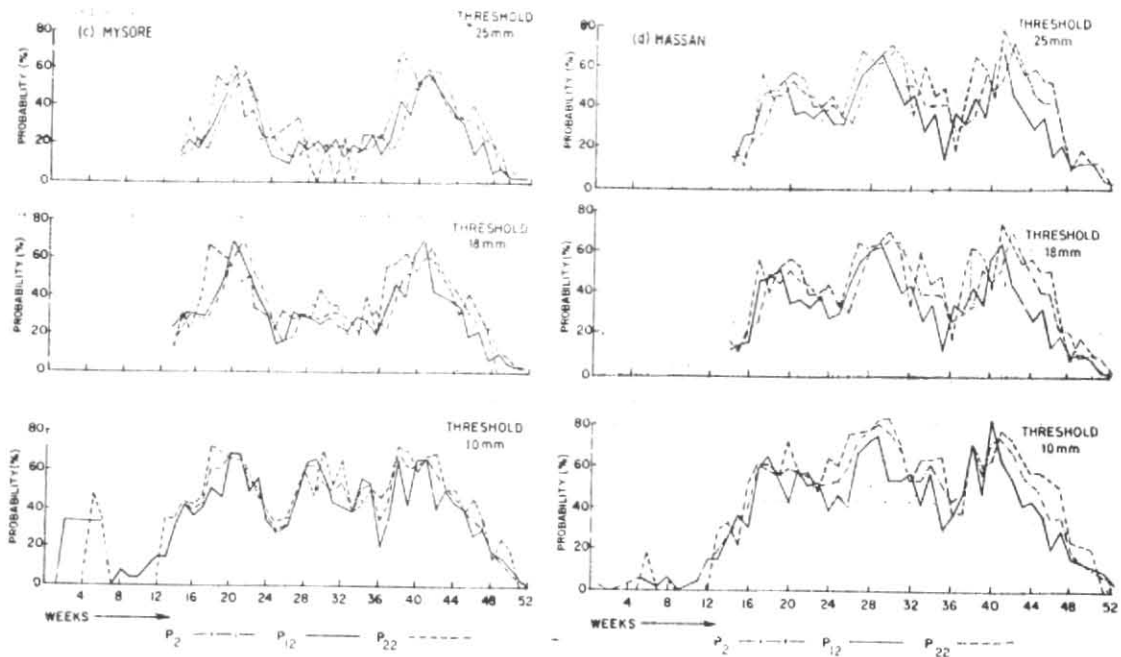 (c) MYSORE
THRESHOLD
25mm
PROBABILITY (%)
80
60
40
20
0
THRESHOLD
18mm
PROBABILITY (%)
80
60
40
20
0
THRESHOLD
10mm
PROBABILITY (%)
80
60
40
20
0
4 8 12 16 20 24 28 32 36 40 44 48 52
WEEKS
P2 P12 P22
(d) HASSAN
THRESHOLD
25mm
PROBABILITY (%)
80
60
40
20
0
THRESHOLD
18mm
PROBABILITY (%)
80
60
40
20
0
THRESHOLD
10mm
PROBABILITY (%)
80
60
40
20
0
4 8 12 16 20 24 28 32 36 40 44 48 52
WEEKS
P2 P12 P22